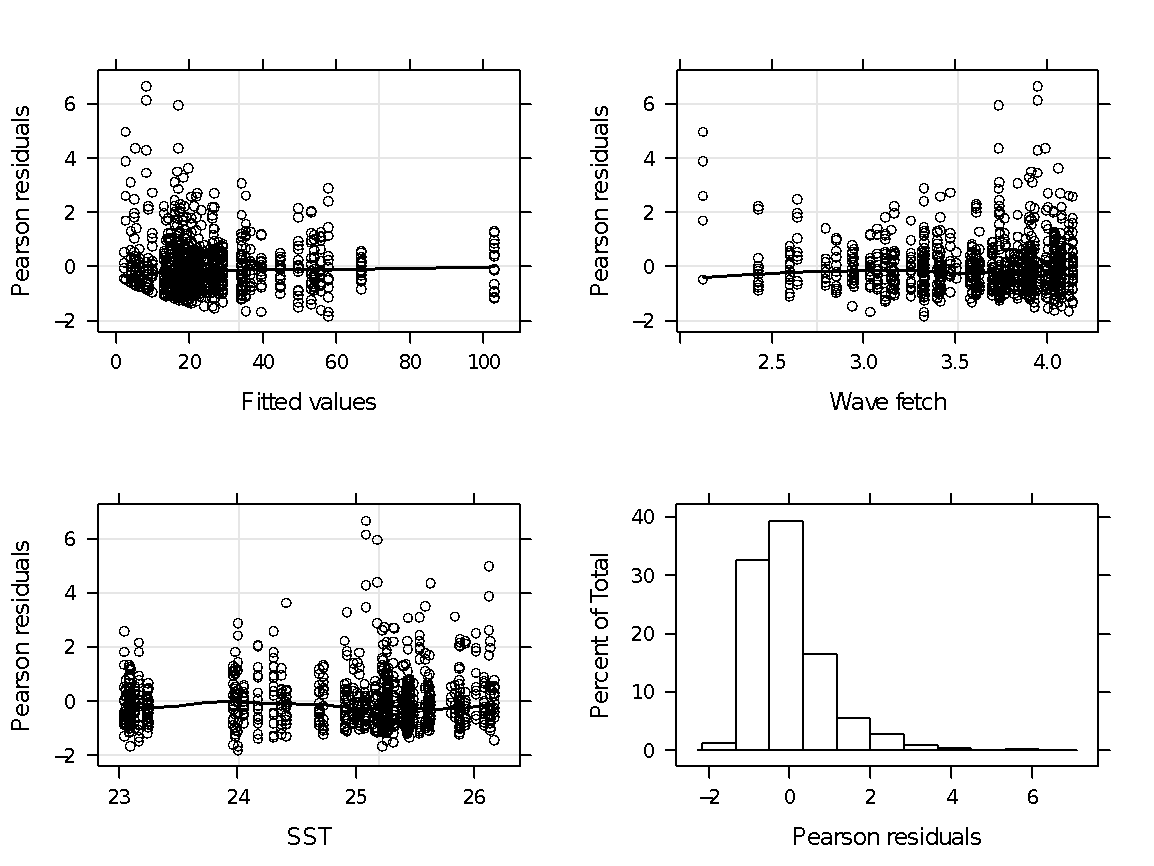 Pearson residuals
6
4
2
0
−2
0 20 40 60 80 100
Fitted values
Pearson residuals
6
4
2
0
−2
2.5 3.0 3.5 4.0
Wave fetch
Pearson residuals
6
4
2
0
−2
23 24 25 26
SST
Percent of Total
40
30
20
10
0
−2 0 2 4 6
Pearson residuals